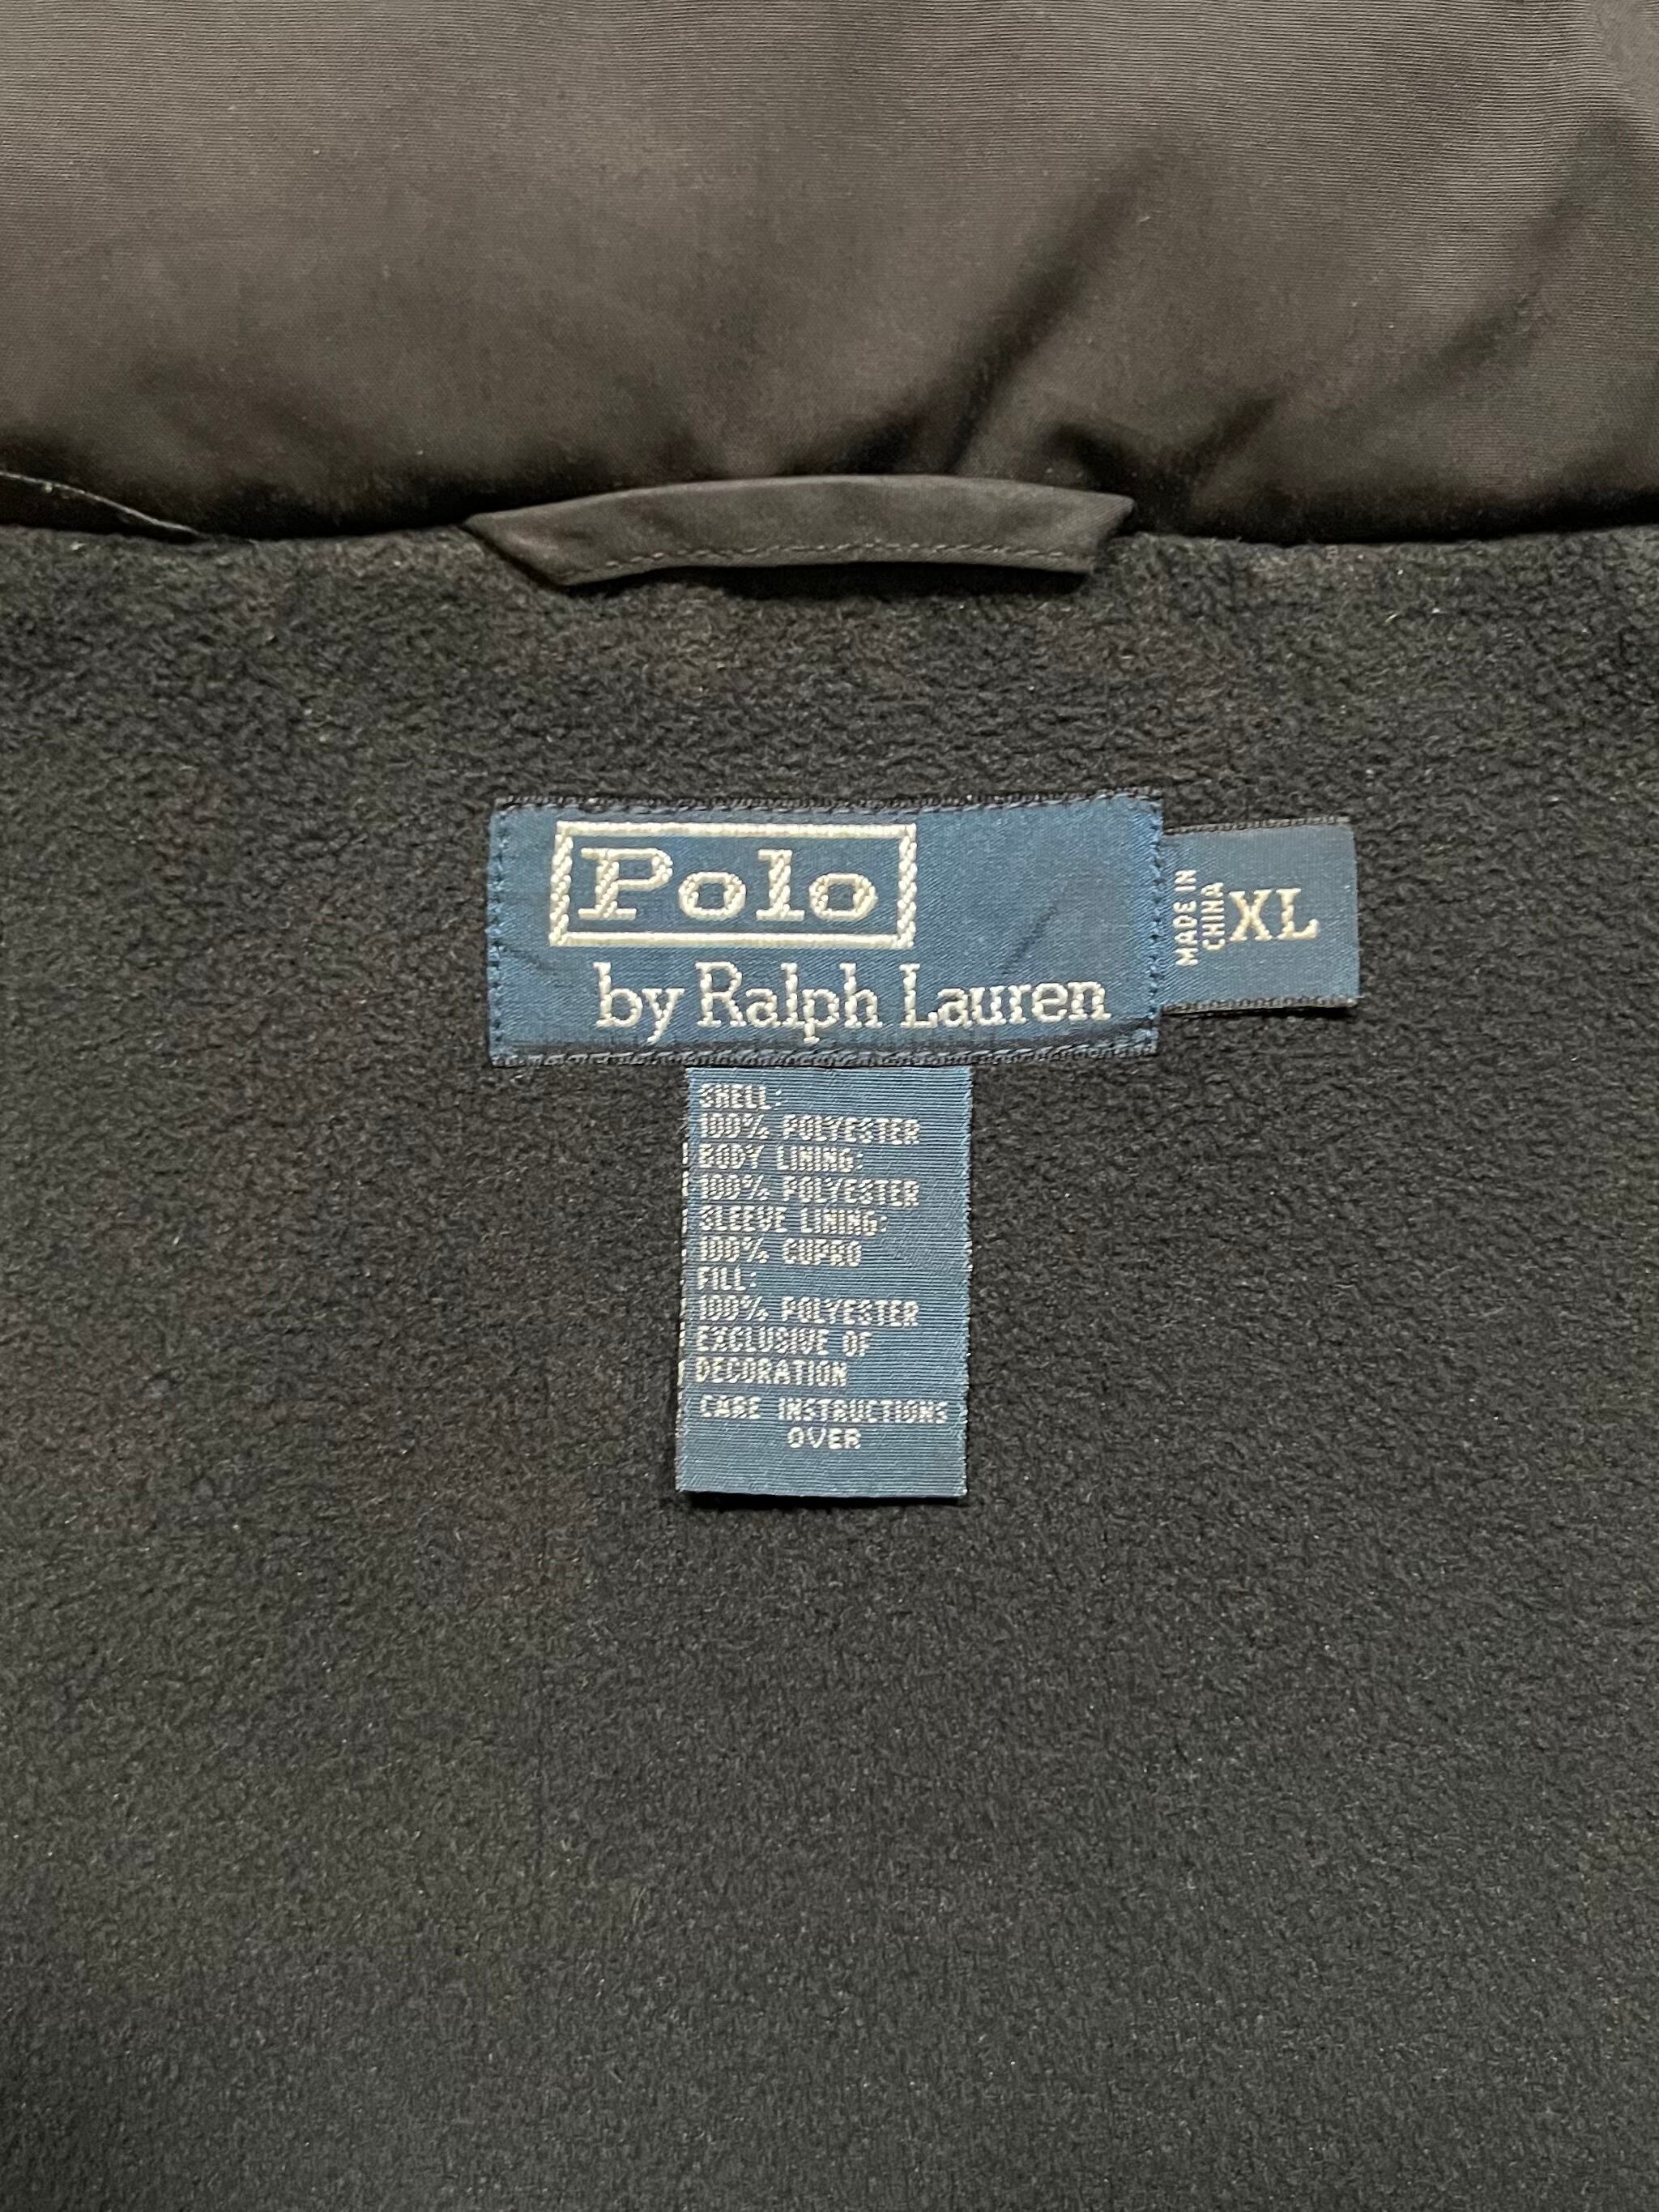 Polo
by Ralph Lauren
MADE IN
CHINA
XL
SHELL:
100% POLYESTER
BODY LINING:
100% POLYESTER
SLEEVE LINING:
100% CUPRO
FILL:
100% POLYESTER
EXCLUSIVE OF
DECORATION
CARE INSTRUCTIONS
OVER